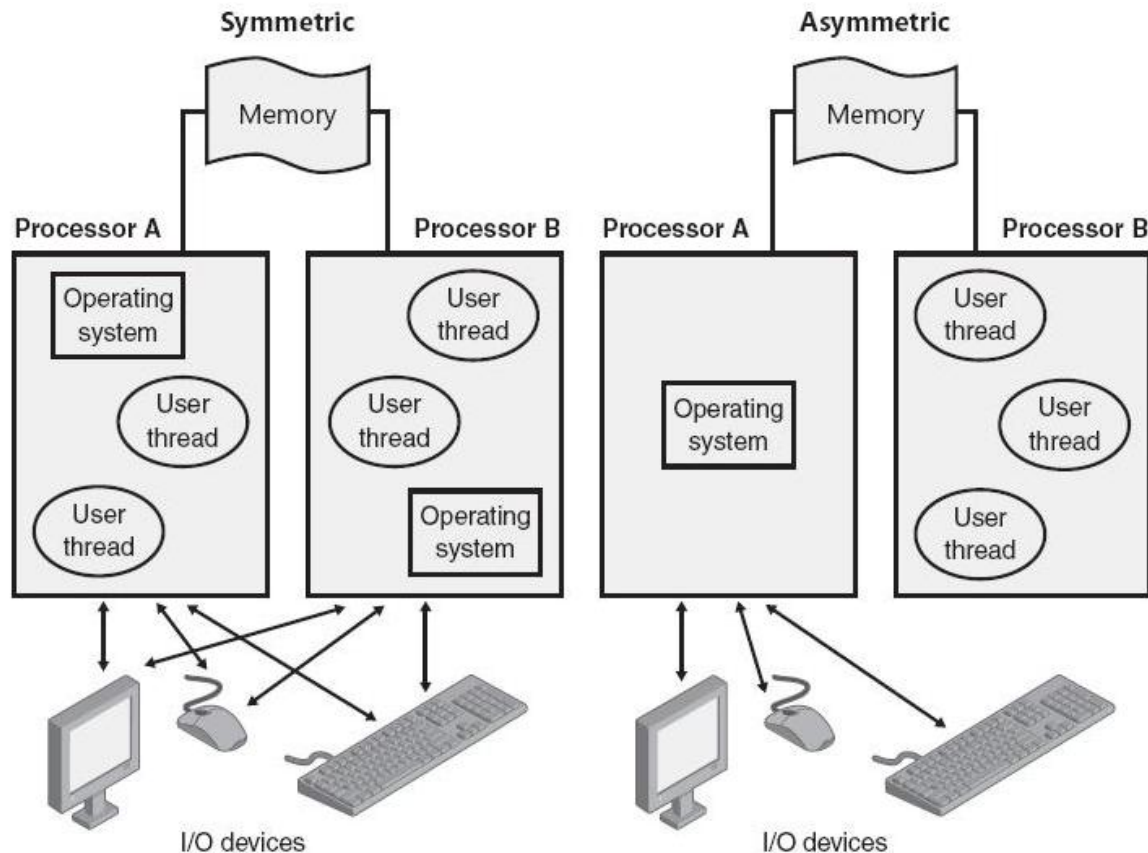 Symmetric
Memory
Processor A
Processor B
Operating
system
User
thread
User
thread
User
thread
User
thread
Operating
system
I/O devices
Asymmetric
Memory
Processor A
Processor B
Operating
system
User
thread
User
thread
User
thread
I/O devices